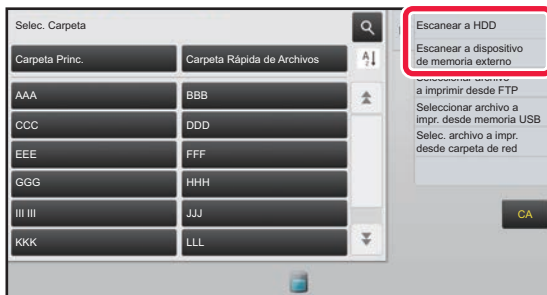 Selec. Carpeta
Carpeta Princ.
Carpeta Rápida de Archivos
AAA
BBB
CCC
DDD
EEE
FFF
GGG
HHH
III III
JJJ
KKK
LLL
Escanear a HDD
Escanear a dispositivo
de memoria externo
Seleccionar archivo
a imprimir desde FTP
Seleccionar archivo a
impr. desde memoria USB
Selec. archivo a impr.
desde carpeta de red
CA